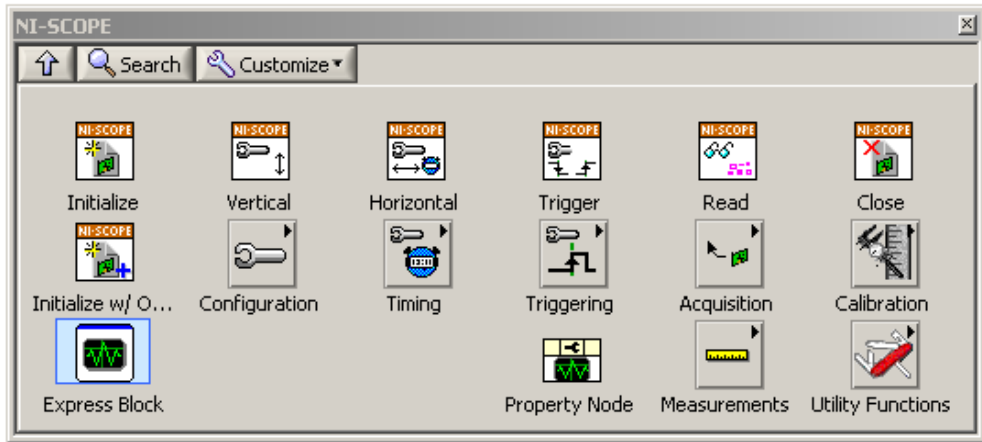 NI-SCOPE
Search Customize
NI-SCOPE NI-SCOPE NI-SCOPE NI-SCOPE NI-SCOPE NI-SCOPE
Initialize Vertical Horizontal Trigger Read Close
NI-SCOPE
Initialize w/ O... Configuration Timing Triggering Acquisition Calibration
Express Block Property Node Measurements Utility Functions